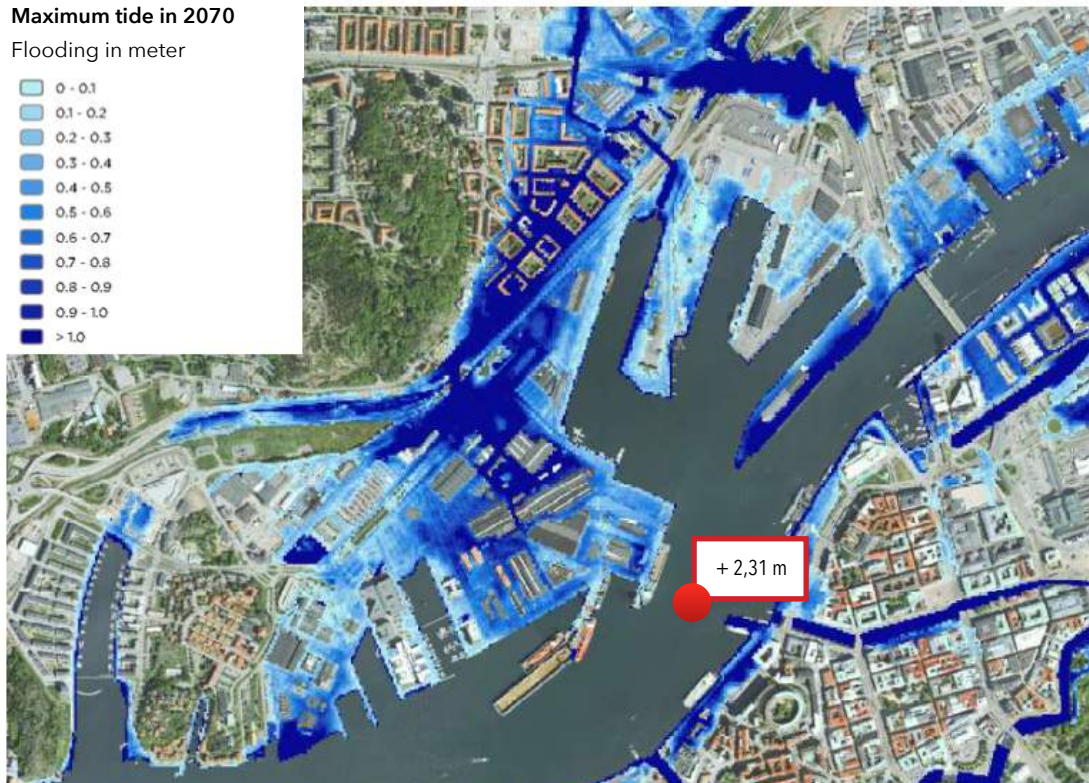 Maximum tide in 2070
Flooding in meter
0 - 0.1
0.1 - 0.2
0.2 - 0.3
0.3 - 0.4
0.4 - 0.5
0.5 - 0.6
0.6 - 0.7
0.7 - 0.8
0.8 - 0.9
0.9 - 1.0
> 1.0
+ 2,31 m